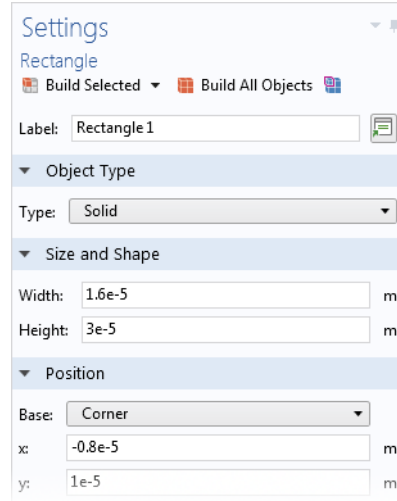 Settings
Rectangle
Build Selected Build All Objects
Label: Rectangle 1
Object Type
Type: Solid
Size and Shape
Width: 1.6e-5 m
Height: 3e-5 m
Position
Base: Corner
x: -0.8e-5 m
y: 1e-5 m